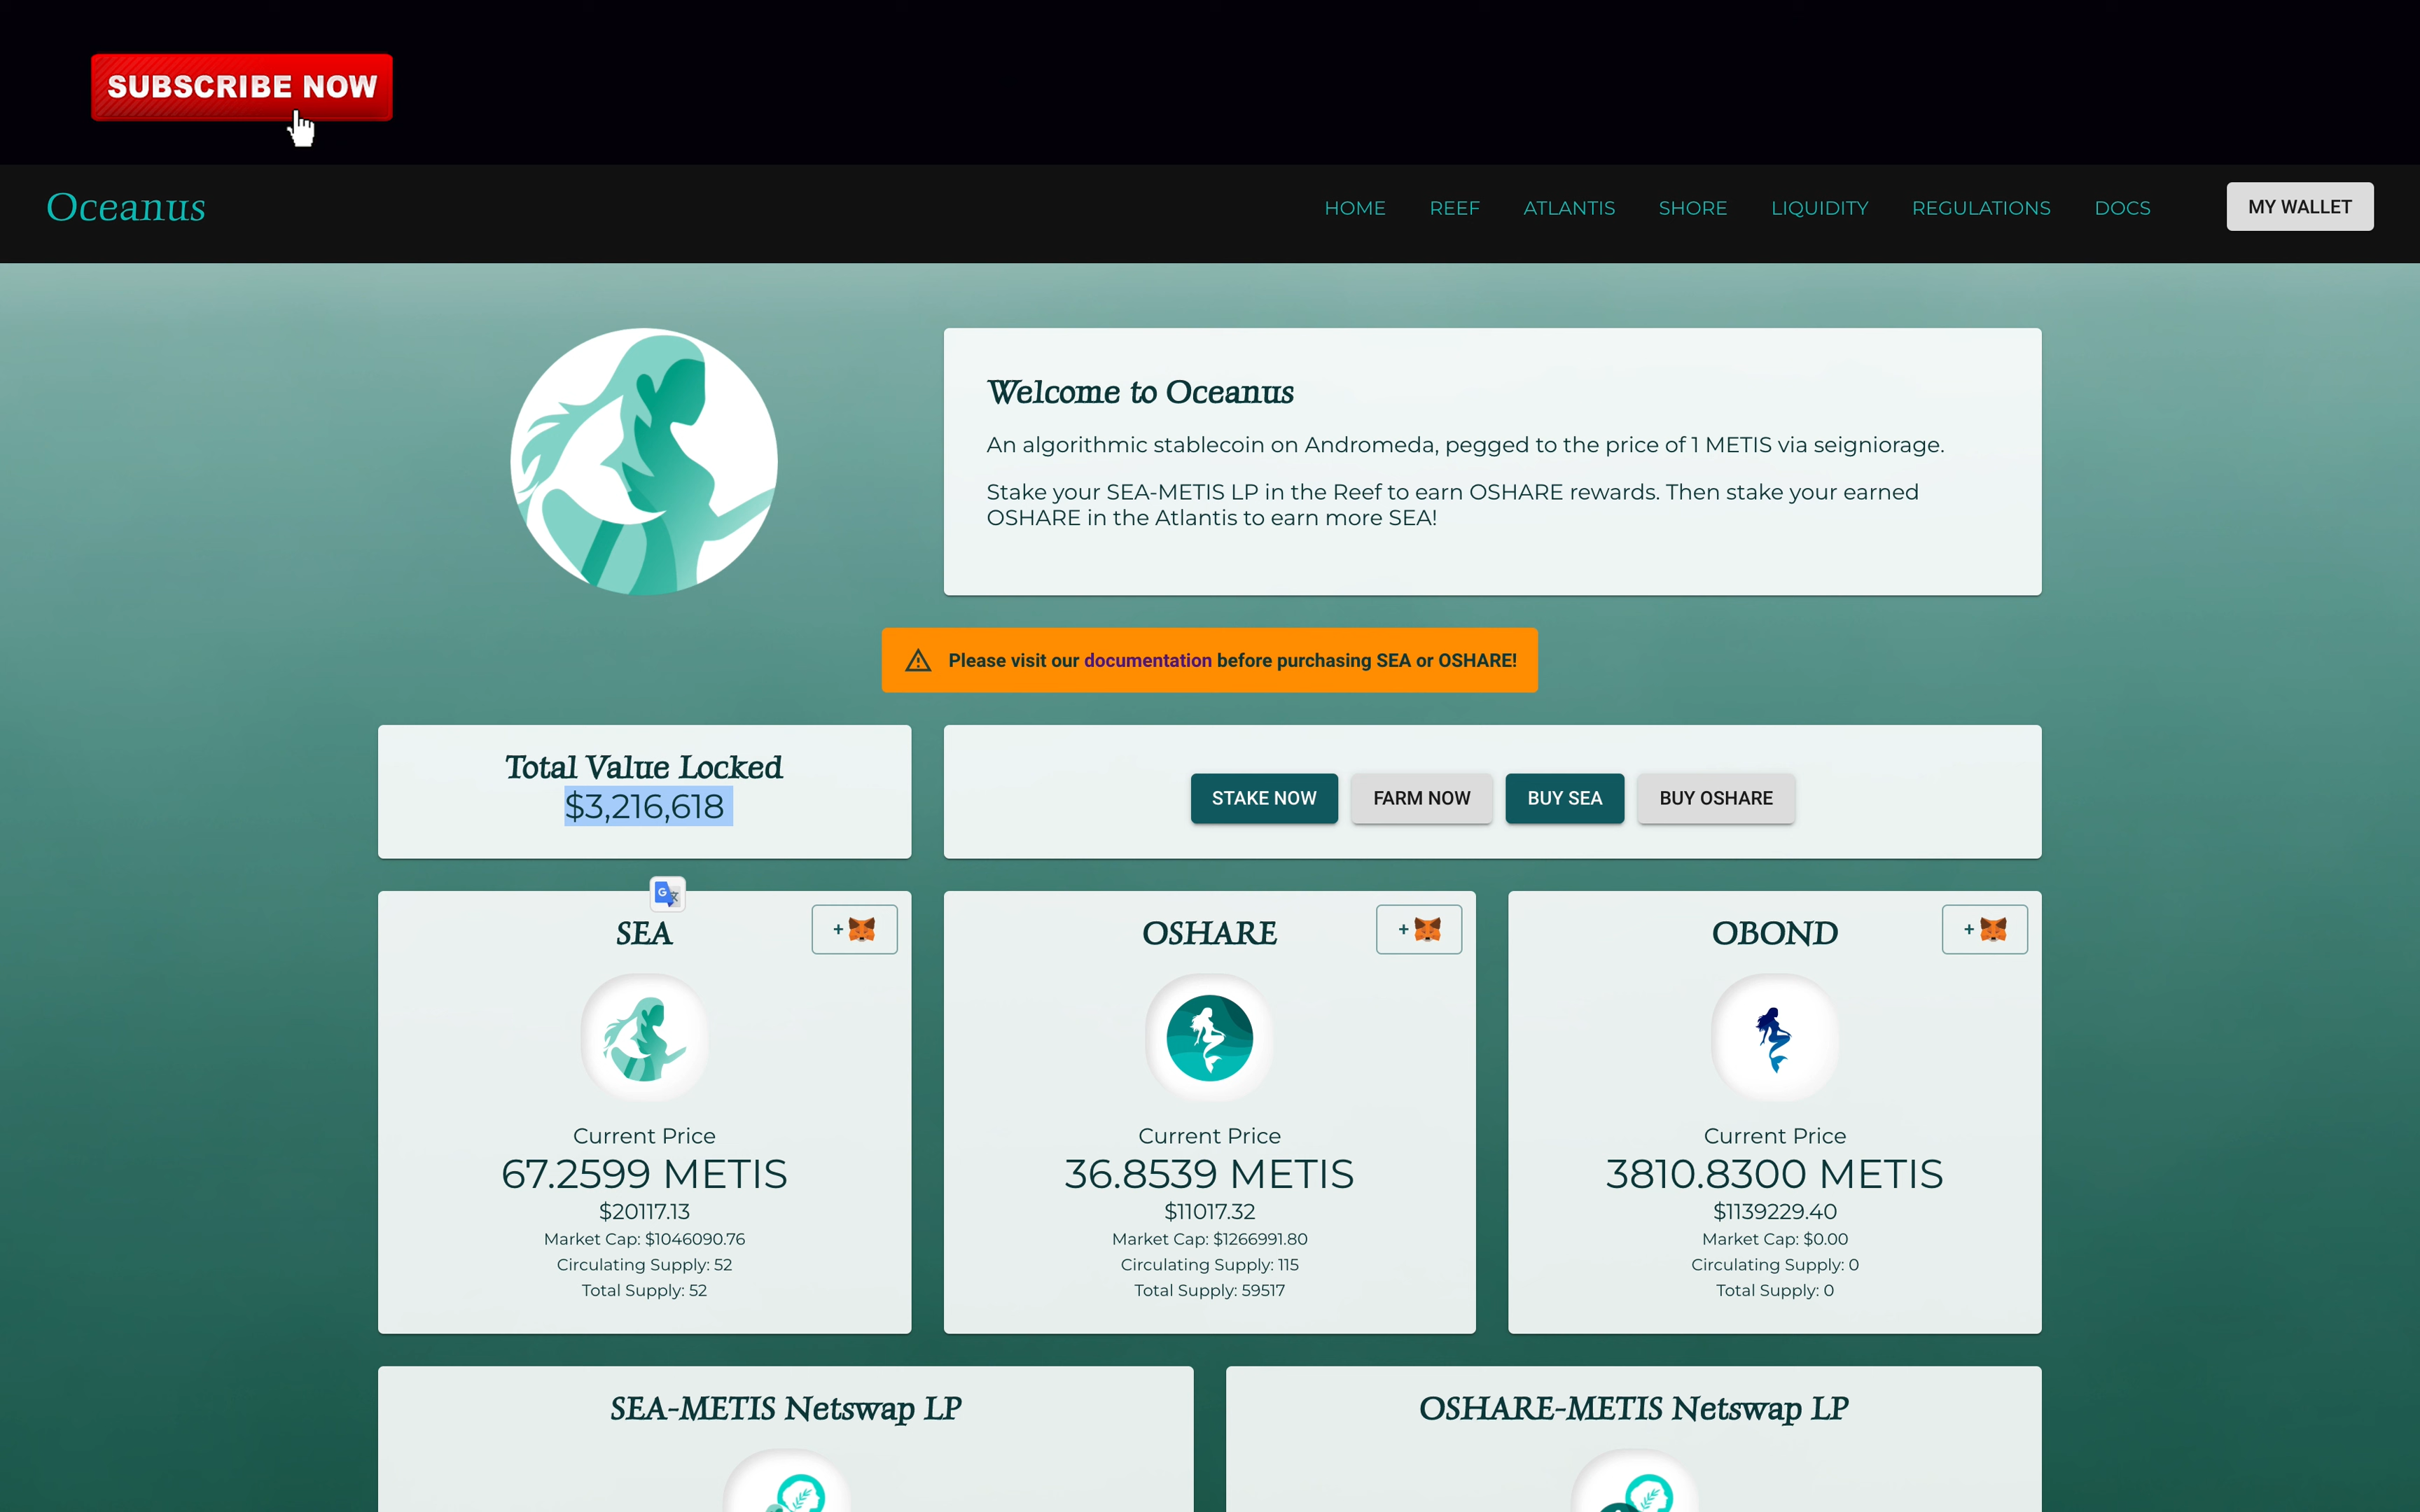 SUBSCRIBE NOW
Oceanus
HOME REEF ATLANTIS SHORE LIQUIDITY REGULATIONS DOCS MY WALLET
Welcome to Oceanus
An algorithmic stablecoin on Andromeda, pegged to the price of 1 METIS via seigniorage.
Stake your SEA-METIS LP in the Reef to earn OSHARE rewards. Then stake your earned
OSHARE in the Atlantis to earn more SEA!
Please visit our documentation before purchasing SEA or OSHARE!
Total Value Locked
$3,216,618
STAKE NOW FARM NOW BUY SEA BUY OSHARE
SEA
+
Current Price
67.2599 METIS
$20117.13
Market Cap: $1046090.76
Circulating Supply: 52
Total Supply: 52
OSHARE
+
Current Price
36.8539 METIS
$11017.32
Market Cap: $1266991.80
Circulating Supply: 115
Total Supply: 59517
OBOND
+
Current Price
3810.8300 METIS
$1139229.40
Market Cap: $0.00
Circulating Supply: 0
Total Supply: 0
SEA-METIS Netswap LP
OSHARE-METIS Netswap LP